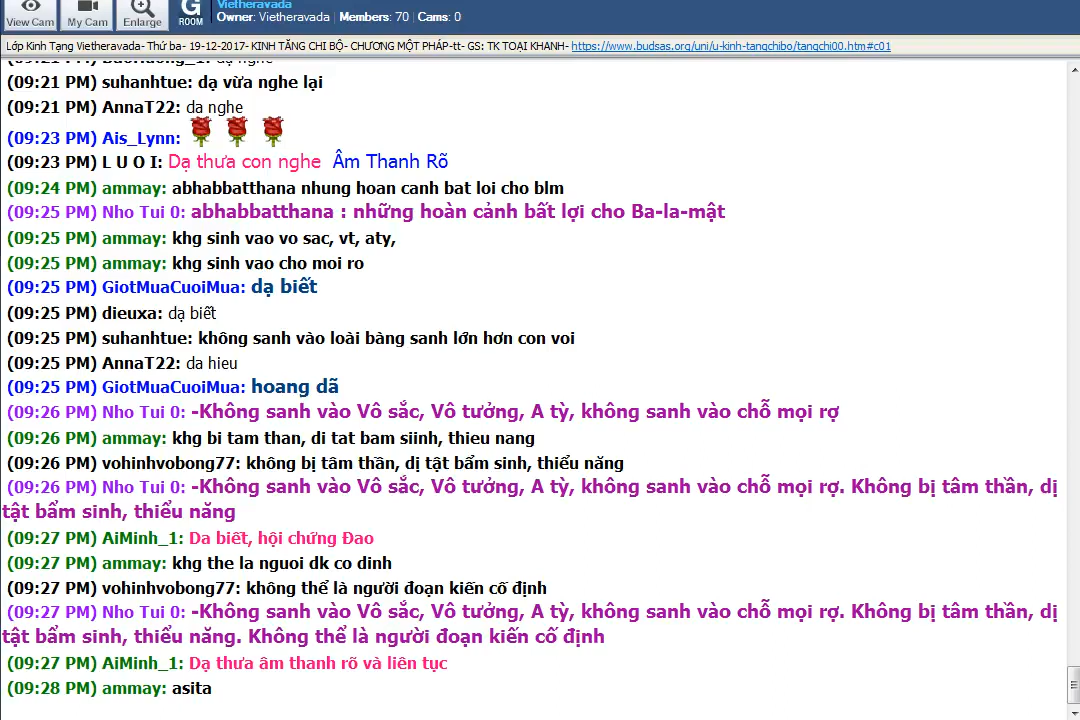 Vietheravada
View Cam My Cam Enlarge G ROOM Owner: Vietheravada | Members: 70 | Cams: 0
Lớp Kinh Tạng Vietheravada- Thứ ba- 19-12-2017- KINH TĂNG CHI BỘ- CHƯƠNG MỘT PHÁP-tt- GS: TK TOẠI KHANH- https://www.budsas.org/uni/u-kinh-tangchibo/tangchi00.htm#c01
(09:21 PM) suhanhtue: dạ vừa nghe lại
(09:21 PM) AnnaT22: da nghe
(09:23 PM) Ais_Lynn:
(09:23 PM) L U O I: Dạ thưa con nghe Âm Thanh Rõ
(09:24 PM) ammay: abhabbatthana nhung hoan canh bat loi cho blm
(09:25 PM) Nho Tui 0: abhabbatthana : những hoàn cảnh bất lợi cho Ba-la-mật
(09:25 PM) ammay: khg sinh vao vo sac, vt, aty,
(09:25 PM) ammay: khg sinh vao cho moi ro
(09:25 PM) GiotMuaCuoiMua: dạ biết
(09:25 PM) dieuxa: dạ biết
(09:25 PM) suhanhtue: không sanh vào loài bàng sanh lớn hơn con voi
(09:25 PM) AnnaT22: da hieu
(09:25 PM) GiotMuaCuoiMua: hoang dã
(09:26 PM) Nho Tui 0: -Không sanh vào Vô sắc, Vô tưởng, A tỳ, không sanh vào chỗ mọi rợ
(09:26 PM) ammay: khg bi tam than, di tat bam siinh, thieu nang
(09:26 PM) vohinhvobong77: không bị tâm thần, dị tật bẩm sinh, thiểu năng
(09:26 PM) Nho Tui 0: -Không sanh vào Vô sắc, Vô tưởng, A tỳ, không sanh vào chỗ mọi rợ. Không bị tâm thần, dị
tật bẩm sinh, thiểu năng
(09:27 PM) AiMinh_1: Da biết, hội chứng Đao
(09:27 PM) ammay: khg the la nguoi dk co dinh
(09:27 PM) vohinhvobong77: không thể là người đoạn kiến cố định
(09:27 PM) Nho Tui 0: -Không sanh vào Vô sắc, Vô tưởng, A tỳ, không sanh vào chỗ mọi rợ. Không bị tâm thần, dị
tật bẩm sinh, thiểu năng. Không thể là người đoạn kiến cố định
(09:27 PM) AiMinh_1: Dạ thưa âm thanh rõ và liên tục
(09:28 PM) ammay: asita